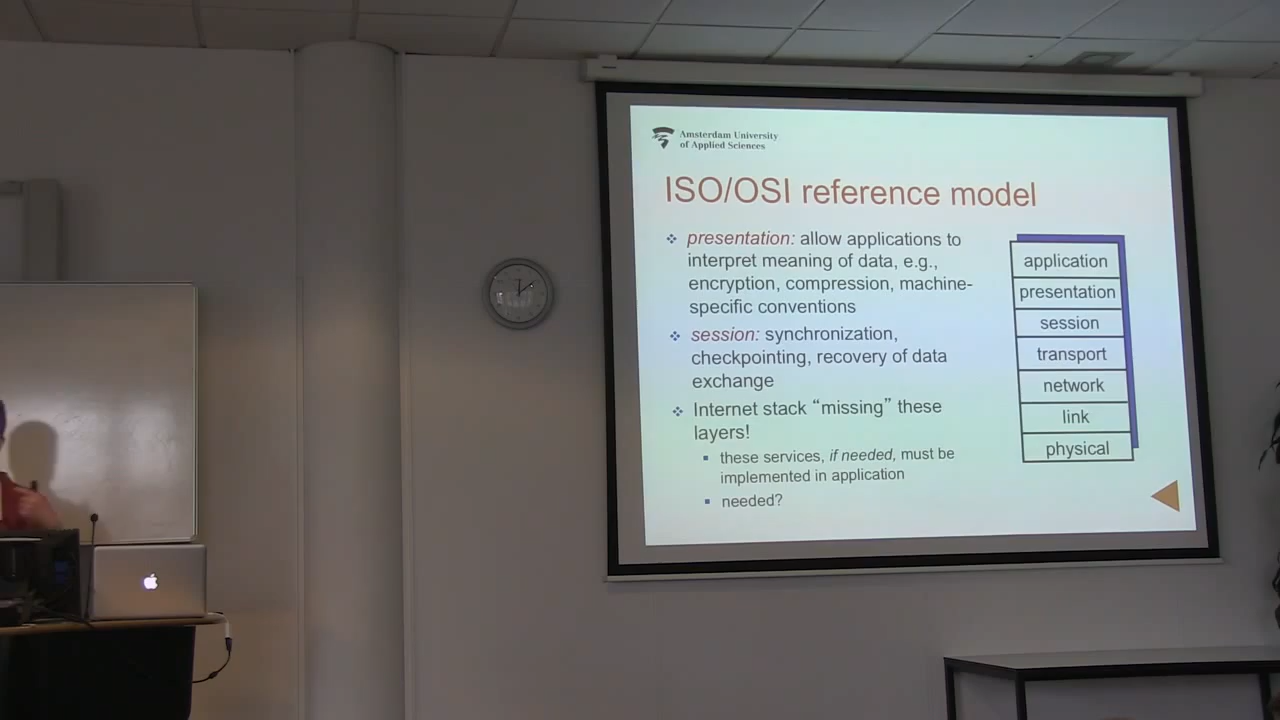 Amsterdam University
of Applied Sciences
ISO/OSI reference model
presentation: allow applications to
interpret meaning of data, e.g.,
encryption, compression, machine-
specific conventions
session: synchronization,
checkpointing, recovery of data
exchange
Internet stack “missing” these
layers!
these services, if needed, must be
implemented in application
needed?
application
presentation
session
transport
network
link
physical